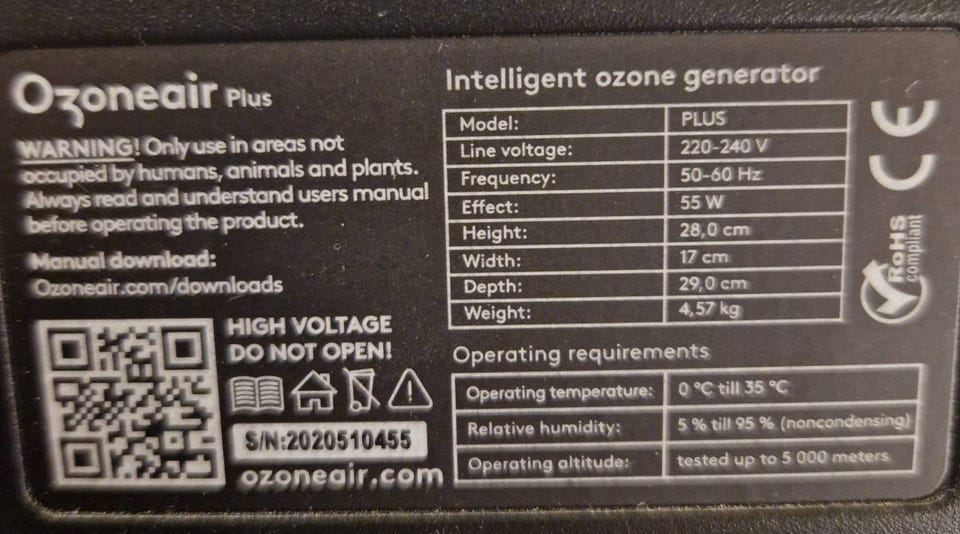 Ozoneair Plus
WARNING! Only use in areas not
occupied by humans, animals and plants.
Always read and understand users manual
before operating the product.
Manual download:
Ozoneair.com/downloads
HIGH VOLTAGE
DO NOT OPEN!
S/N:2020510455
ozoneair.com
Intelligent ozone generator
Model: PLUS
Line voltage: 220-240 V
Frequency: 50-60 Hz
Effect: 55 W
Height: 28,0 cm
Width: 17 cm
Depth: 29,0 cm
Weight: 4,57 kg
Operating requirements
Operating temperature: 0 °C till 35 °C
Relative humidity: 5 % till 95 % (noncondensing)
Operating altitude: tested up to 5 000 meters
CE
RoHS
compliant